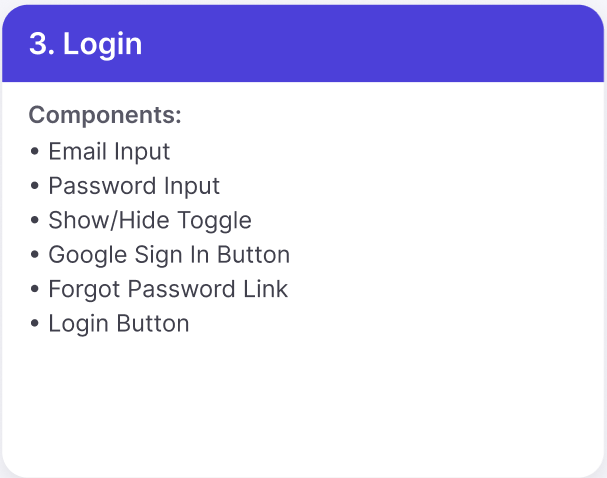 3. Login
Components:
• Email Input
• Password Input
• Show/Hide Toggle
• Google Sign In Button
• Forgot Password Link
• Login Button